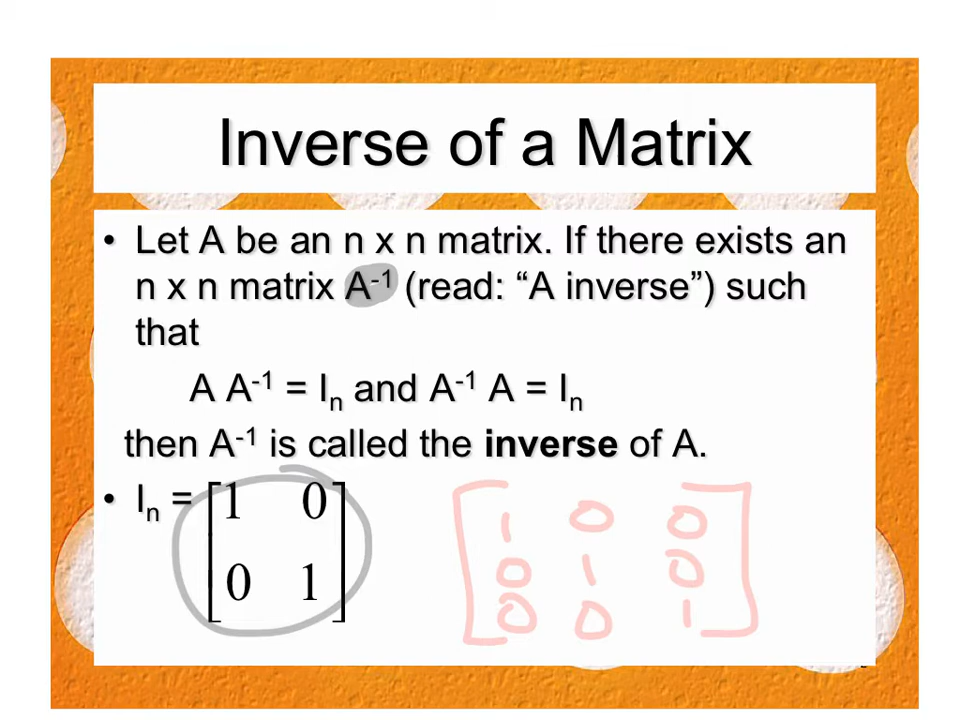 Inverse of a Matrix
• Let A be an n x n matrix. If there exists an
n x n matrix A⁻¹ (read: “A inverse”) such
that
A A⁻¹ = Iₙ and A⁻¹ A = Iₙ
then A⁻¹ is called the inverse of A.
• Iₙ =
1 0
0 1
1 0 0
0 1 0
0 0 1